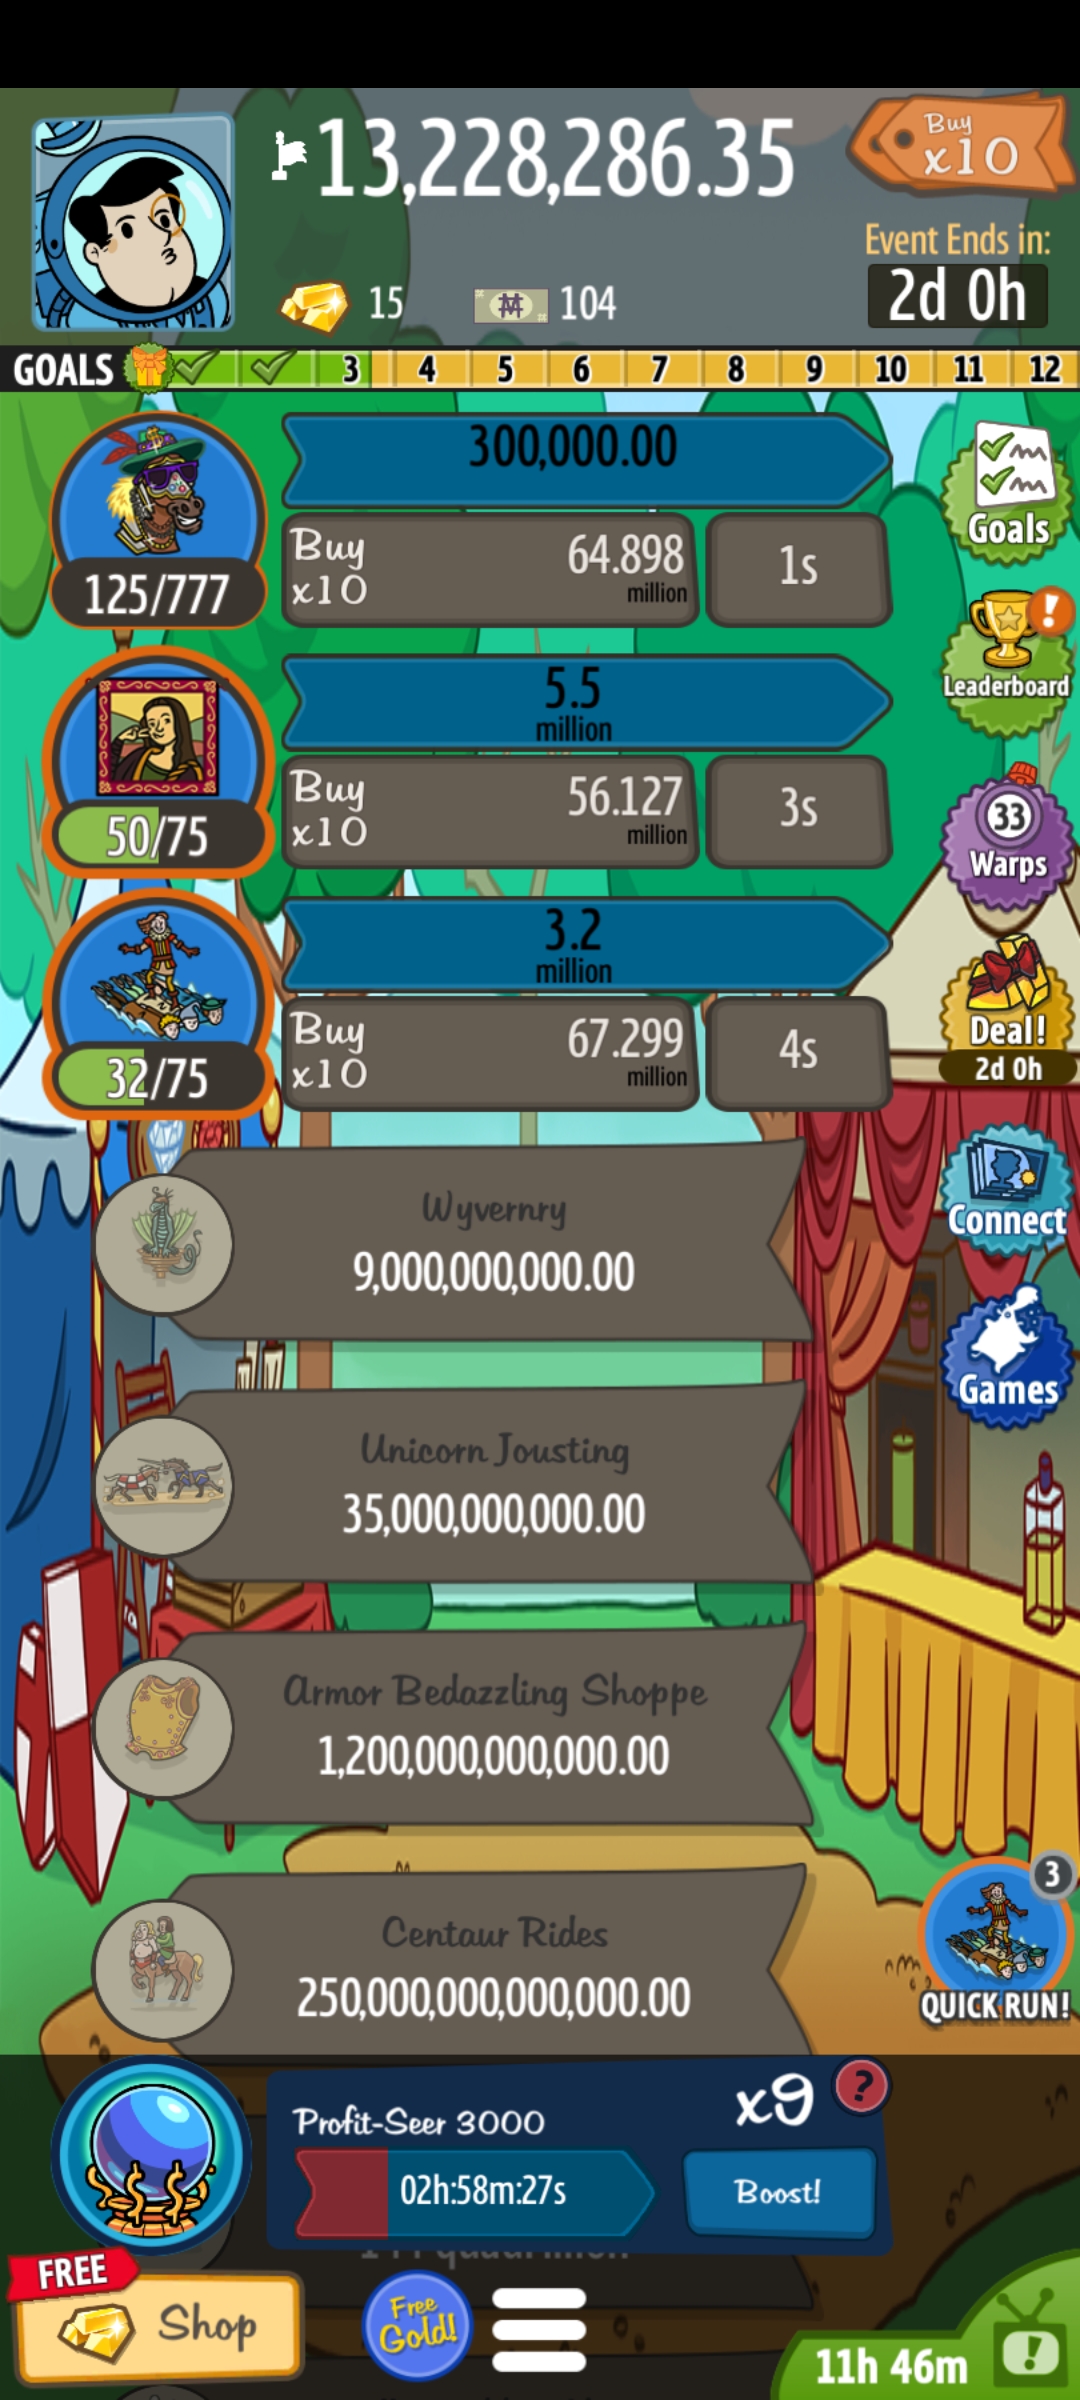 13,228,286.35
Buy
x10
Event Ends in:
2d 0h
15
104
GOALS
3
4
5
6
7
8
9
10
11
12
300,000.00
125/777
Buy
x10
64.898
million
1s
Goals
5.5
million
50/75
Buy
x10
56.127
million
3s
!
Leaderboard
33
Warps
3.2
million
32/75
Buy
x10
67.299
million
4s
Deal!
2d 0h
Wyvernry
9,000,000,000.00
Connect
Unicorn Jousting
35,000,000,000.00
Games
Armor Bedazzling Shoppe
1,200,000,000,000.00
Centaur Rides
250,000,000,000,000.00
3
QUICK RUN!
Profit-Seer 3000
x9
?
02h:58m:27s
Boost!
FREE
Shop
Free
Gold!
11h 46m
!